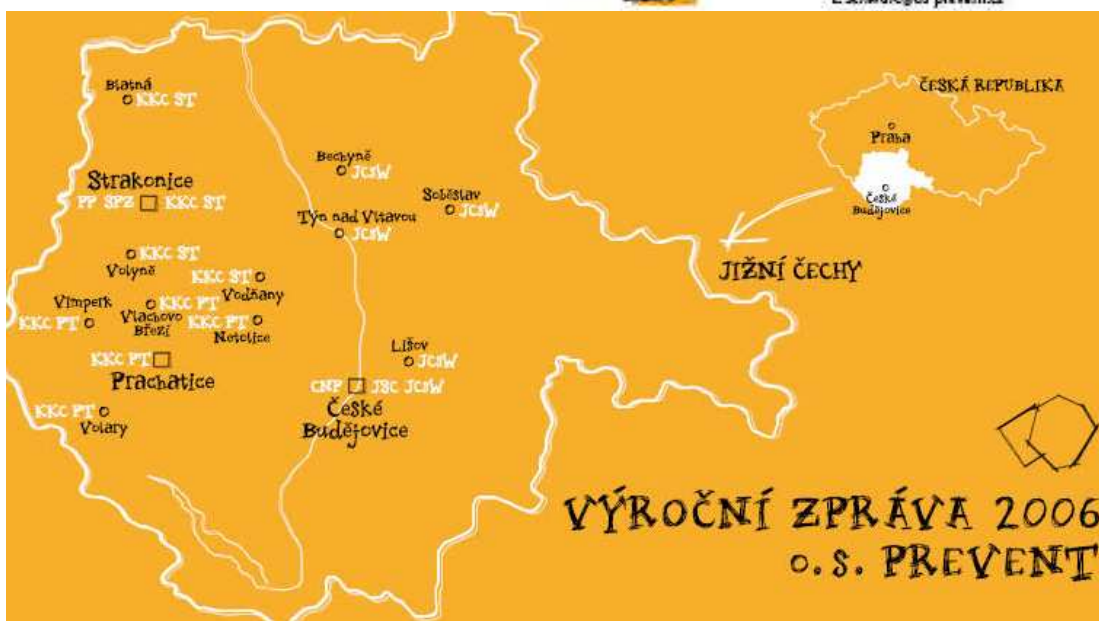 Blatná
KKC ST
Strakonice
PP SPZ KKC ST
Bechyně
JCSW
Soběslav
JCSW
Týn nad Vltavou
JCSW
KKC ST
Volyně
KKC ST
Vodňany
Vimperk
KKC PT
KKC PT
Vlachovo
Březí
KKC PT
Netolice
KKC PT
Prachatice
Lišov
JCSW
CNP JSC JCSW
České
Budějovice
KKC PT
Volary
ČESKÁ REPUBLIKA
Praha
České
Budějovice
JIŽNÍ ČECHY
VÝROČNÍ ZPRÁVA 2006
O.S. PREVENT